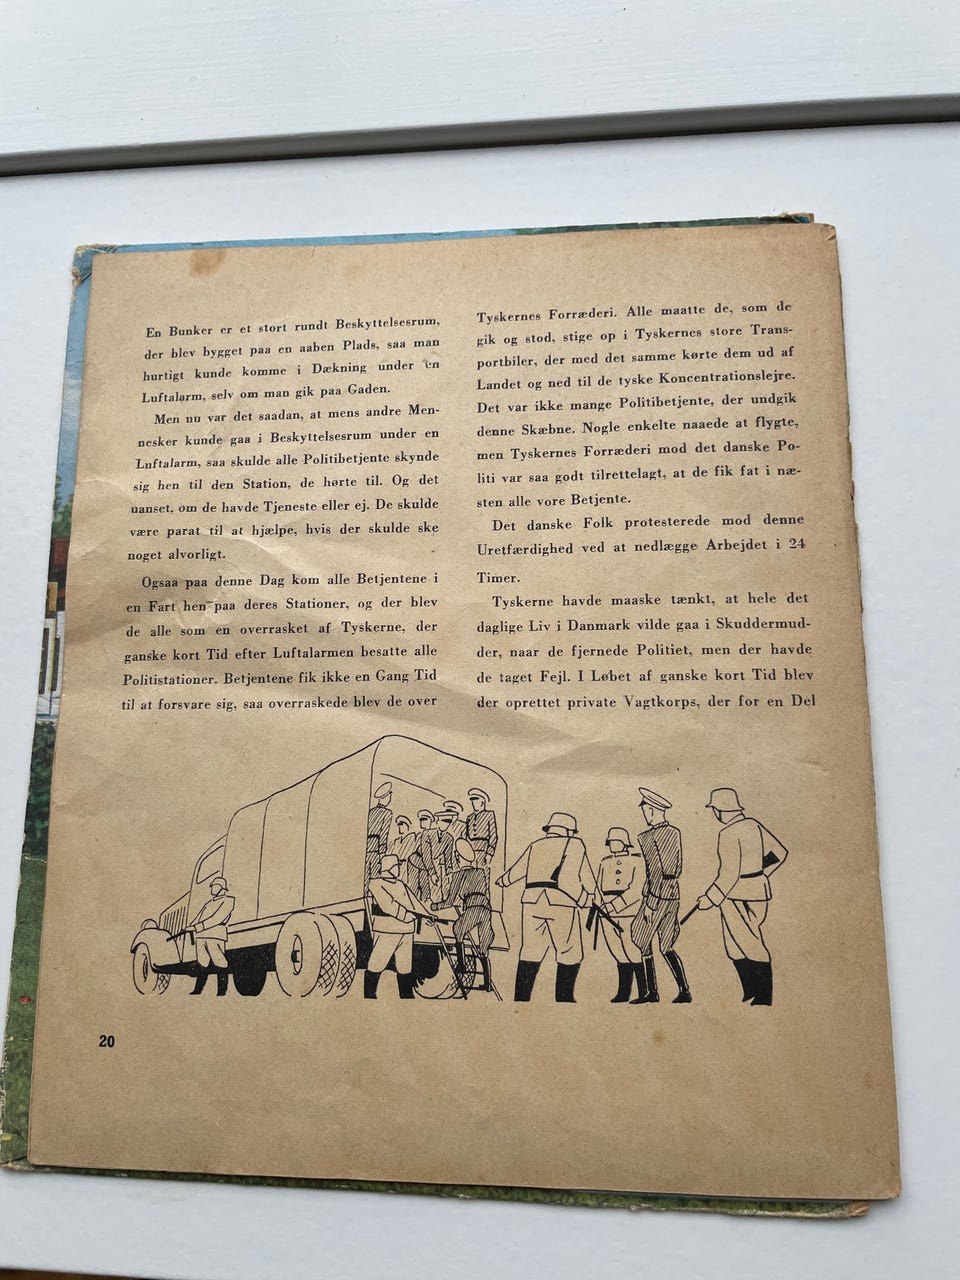 En Bunker er et stort rundt Beskyttelsesrum,
der blev bygget paa en aaben Plads, saa man
hurtigt kunde komme i Dækning under en
Luftalarm, selv om man gik paa Gaden.
Men nu var det saadan, at mens andre Men-
nesker kunde gaa i Beskyttelsesrum under en
Luftalarm, saa skulde alle Politibetjente skynde
sig hen til den Station, de hørte til. Og det
uanset, om de havde Tjeneste eller ej. De skulde
være parat til at hjælpe, hvis der skulde ske
noget alvorligt.
Ogsaa paa denne Dag kom alle Betjentene i
en Fart hen paa deres Stationer, og der blev
de alle som en overrasket af Tyskerne, der
ganske kort Tid efter Luftalarmen besatte alle
Politistationer. Betjentene fik ikke en Gang Tid
til at forsvare sig, saa overraskede blev de over
Tyskernes Forræderi. Alle maatte de, som de
gik og stod, stige op i Tyskernes store Trans-
portbiler, der med det samme kørte dem ud af
Landet og ned til de tyske Koncentrationslejre.
Det var ikke mange Politibetjente, der undgik
denne Skæbne. Nogle enkelte naaede at flygte,
men Tyskernes Forræderi mod det danske Po-
liti var saa godt tilrettelagt, at de fik fat i næ-
sten alle vore Betjente.
Det danske Folk protesterede mod denne
Uretfærdighed ved at nedlægge Arbejdet i 24
Timer.
Tyskerne havde maaske tænkt, at hele det
daglige Liv i Danmark vilde gaa i Skuddermud-
der, naar de fjernede Politiet, men der havde
de taget Fejl. I Løbet af ganske kort Tid blev
der oprettet private Vagtkorps, der for en Del
20